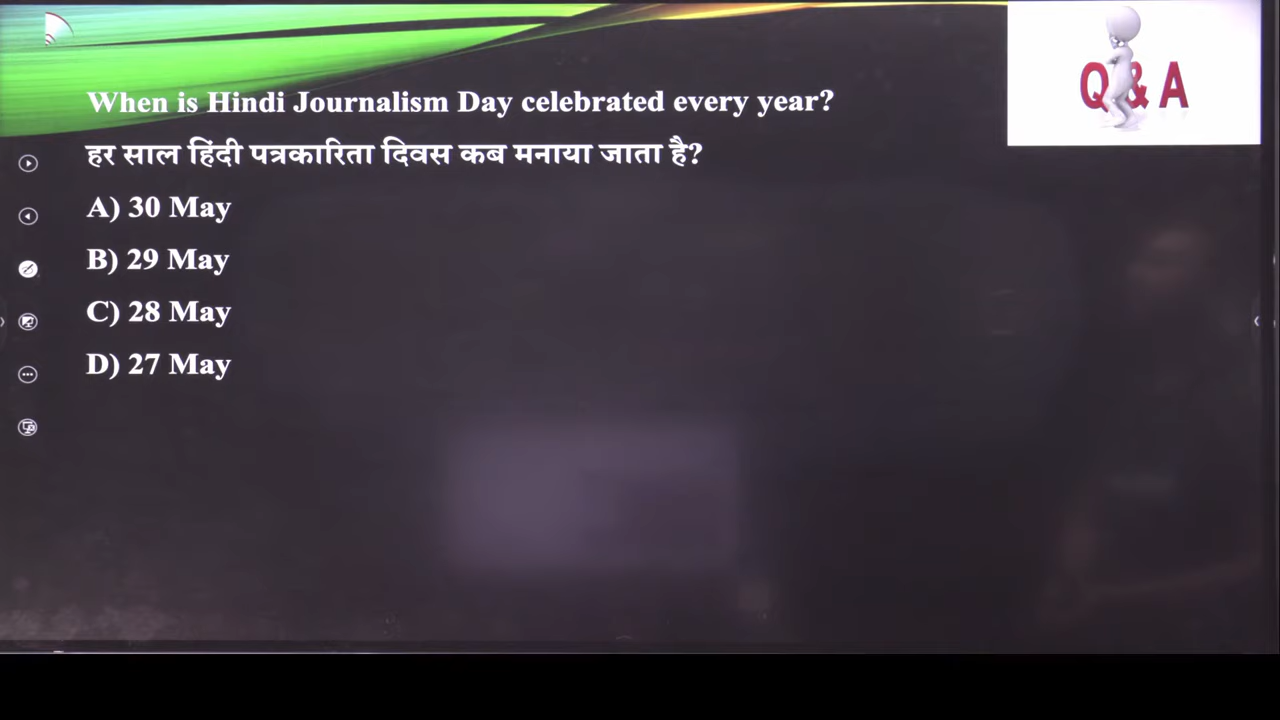 When is Hindi Journalism Day celebrated every year?
हर साल हिंदी पत्रकारिता दिवस कब मनाया जाता है?
A) 30 May
B) 29 May
C) 28 May
D) 27 May
Q & A